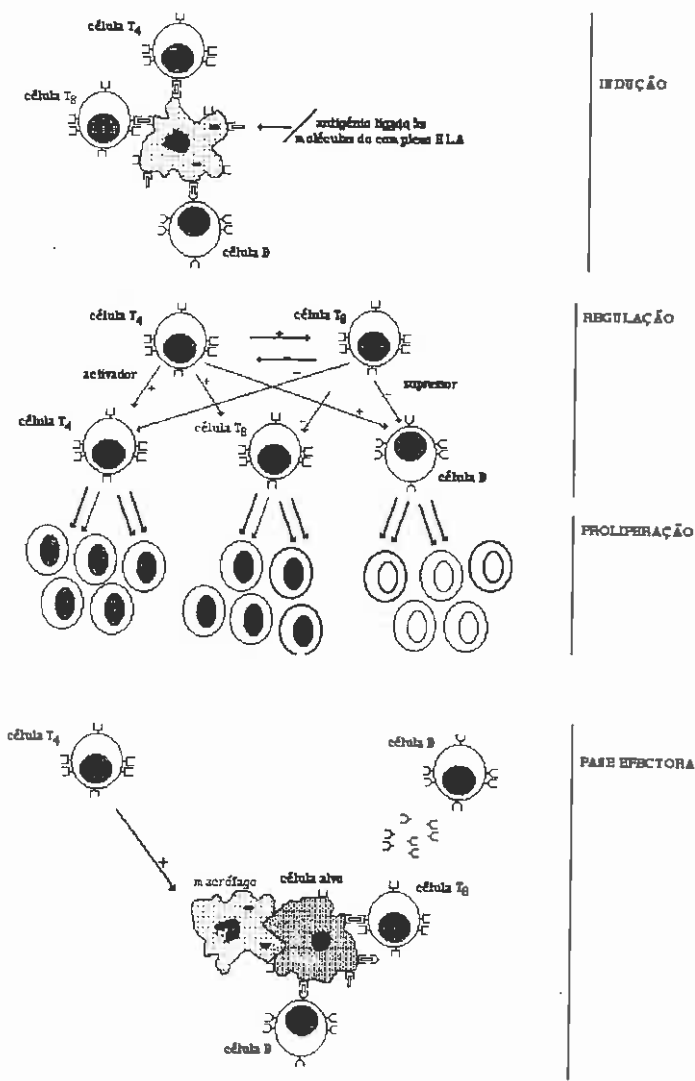 célula T4
INDUÇÃO
célula T8
antigénio ligado às
moléculas do complexo HLA
célula B
célula T4
célula T8
REGULAÇÃO
+
-
activador
+
+
-
+
-
supressor
-
célula T4
célula T8
célula B
PROLIFERAÇÃO
célula T4
célula B
FASE EFECTORA
+
macrófago
célula alvo
célula T8
célula B